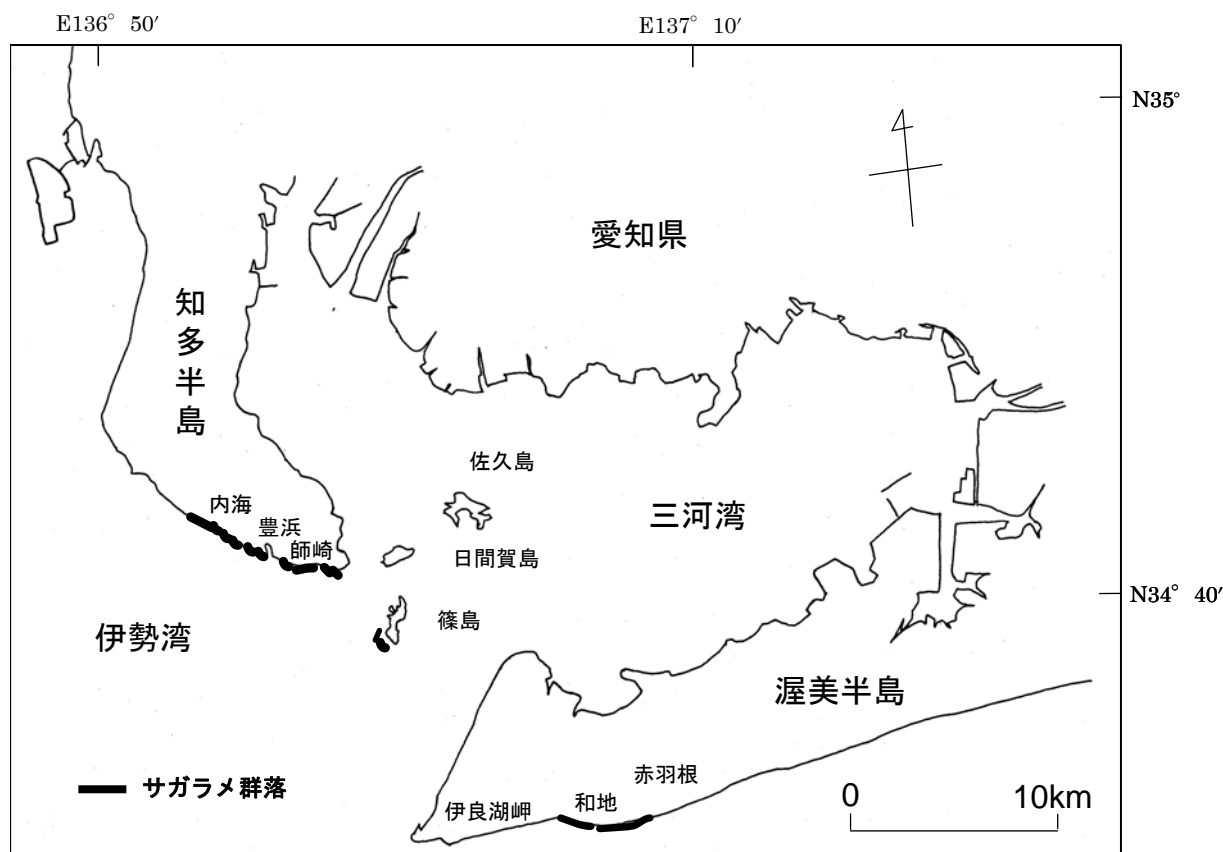 E136° 50′
E137° 10′
N35°
愛知県
知多半島
佐久島
内海
三河湾
豊浜
師崎
日間賀島
N34° 40′
篠島
伊勢湾
渥美半島
赤羽根
サガラメ群落
和地
伊良湖岬
0 10km